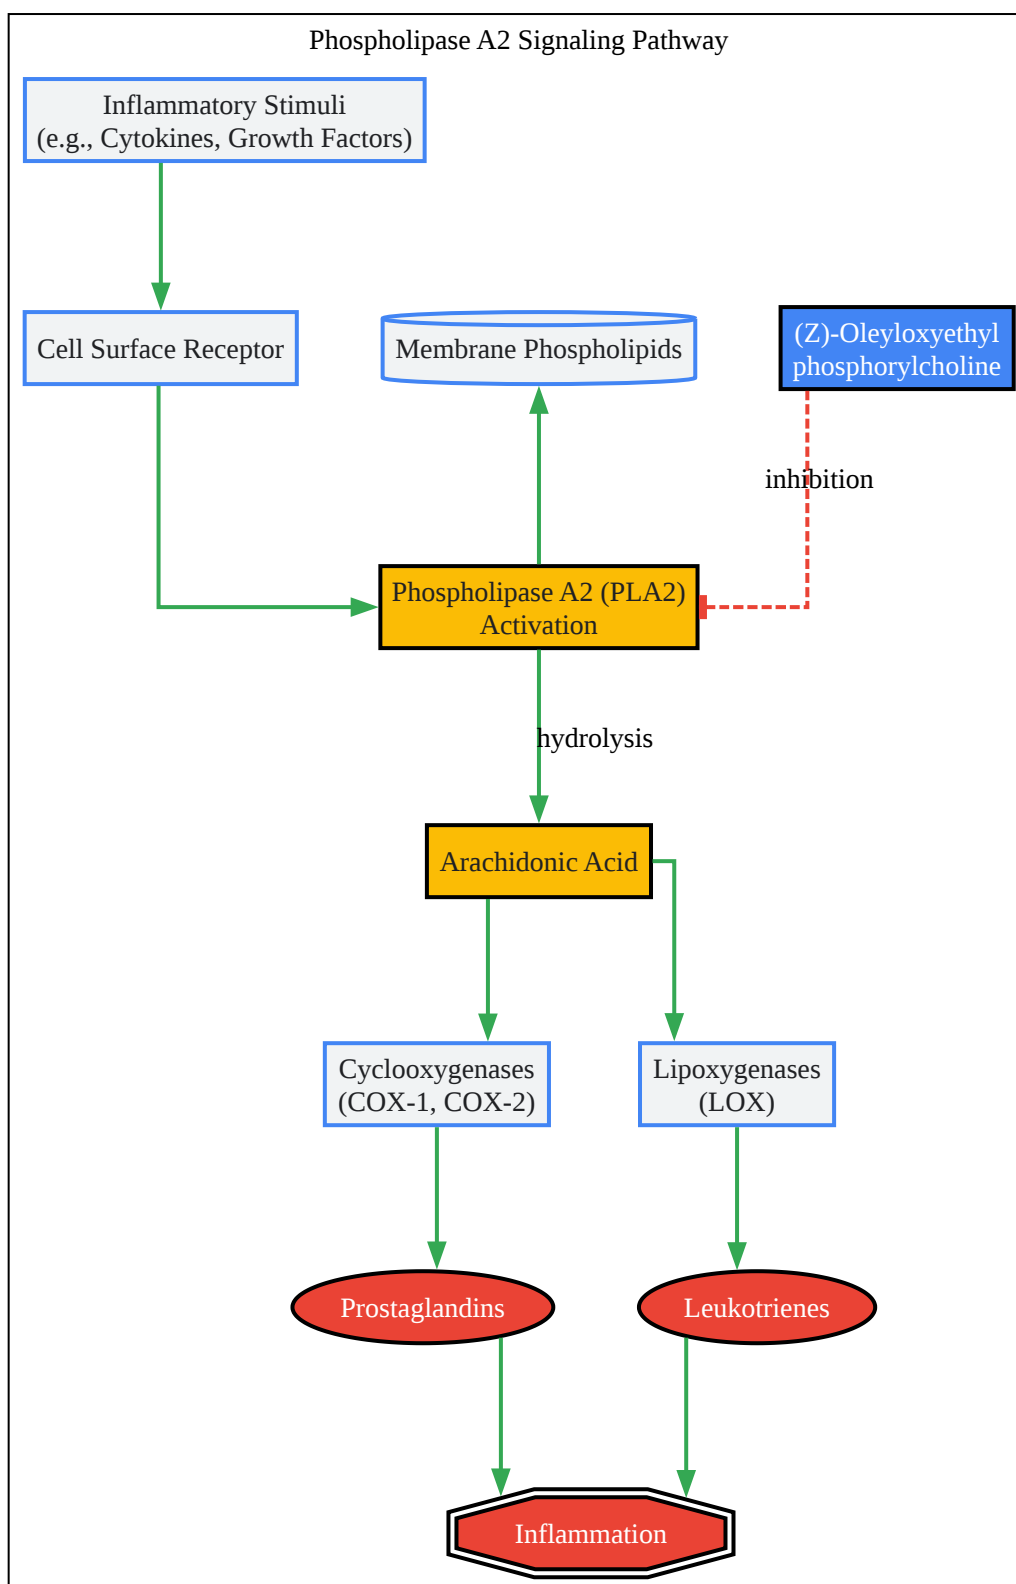 Phospholipase A2 Signaling Pathway
Inflammatory Stimuli
(e.g., Cytokines, Growth Factors)
Cell Surface Receptor
Membrane Phospholipids
(Z)-Oleyloxyethyl
phosphorylcholine
inhibition
Phospholipase A2 (PLA2)
Activation
hydrolysis
Arachidonic Acid
Cyclooxygenases
(COX-1, COX-2)
Lipoxygenases
(LOX)
Prostaglandins
Leukotrienes
Inflammation